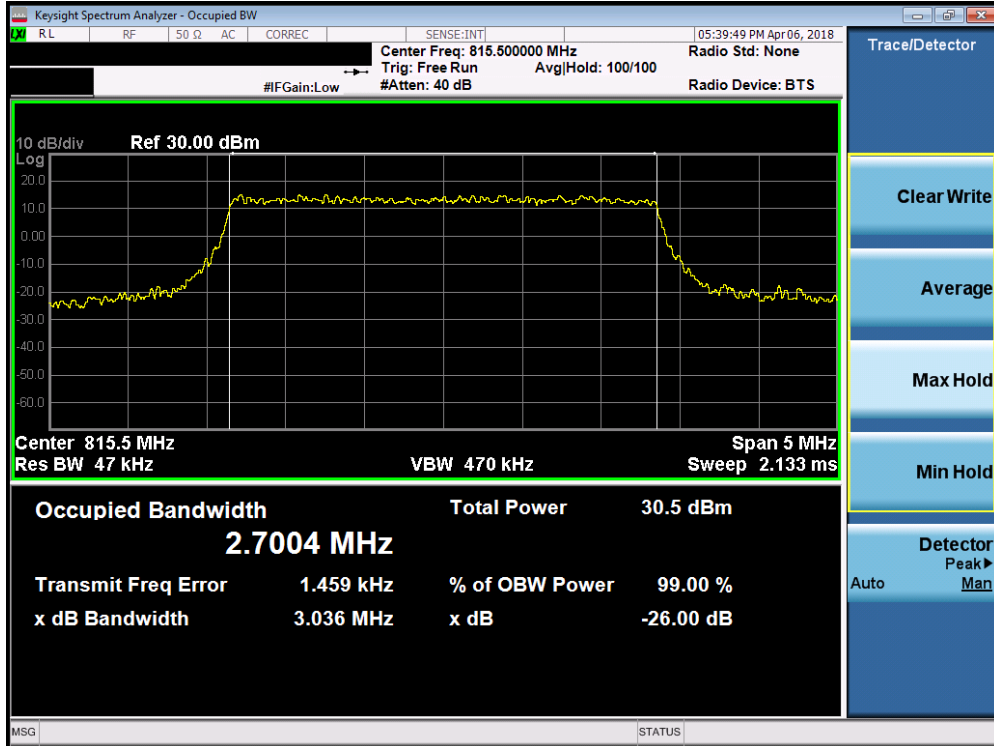 Keysight Spectrum Analyzer - Occupied BW
LXI RL RF 50 Ω AC CORREC SENSE:INT 05:39:49 PM Apr 06, 2018
Center Freq: 815.500000 MHz Radio Std: None
Trig: Free Run Avg|Hold: 100/100
#IFGain:Low #Atten: 40 dB Radio Device: BTS
10 dB/div Ref 30.00 dBm
Log
20.0
10.0
0.00
-10.0
-20.0
-30.0
-40.0
-50.0
-60.0
Center 815.5 MHz Span 5 MHz
Res BW 47 kHz VBW 470 kHz Sweep 2.133 ms
Occupied Bandwidth Total Power 30.5 dBm
2.7004 MHz
Transmit Freq Error 1.459 kHz % of OBW Power 99.00 %
x dB Bandwidth 3.036 MHz x dB -26.00 dB
MSG STATUS
Trace/Detector
Clear Write
Average
Max Hold
Min Hold
Detector
Peak▶
Auto Man